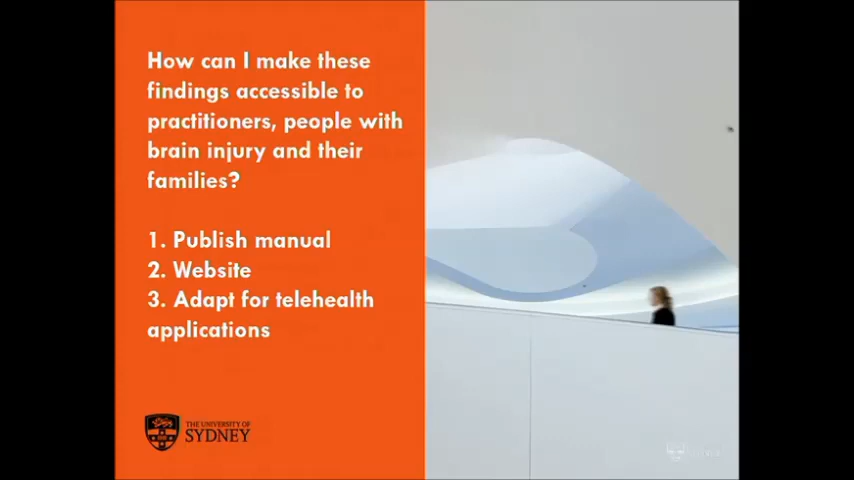 How can I make these
findings accessible to
practitioners, people with
brain injury and their
families?
1. Publish manual
2. Website
3. Adapt for telehealth
applications
THE UNIVERSITY OF
SYDNEY